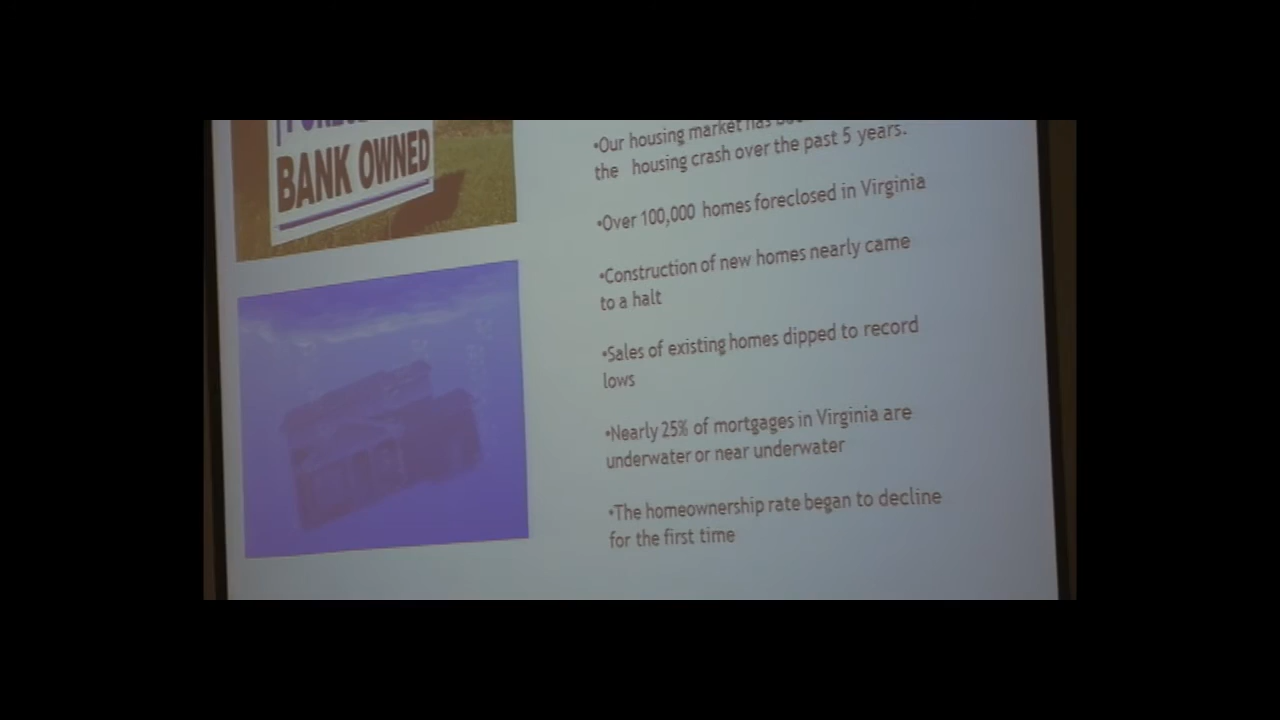 BANK OWNED
•Our housing market has
the housing crash over the past 5 years.
•Over 100,000 homes foreclosed in Virginia
•Construction of new homes nearly came
to a halt
•Sales of existing homes dipped to record
lows
•Nearly 25% of mortgages in Virginia are
underwater or near underwater
•The homeownership rate began to decline
for the first time